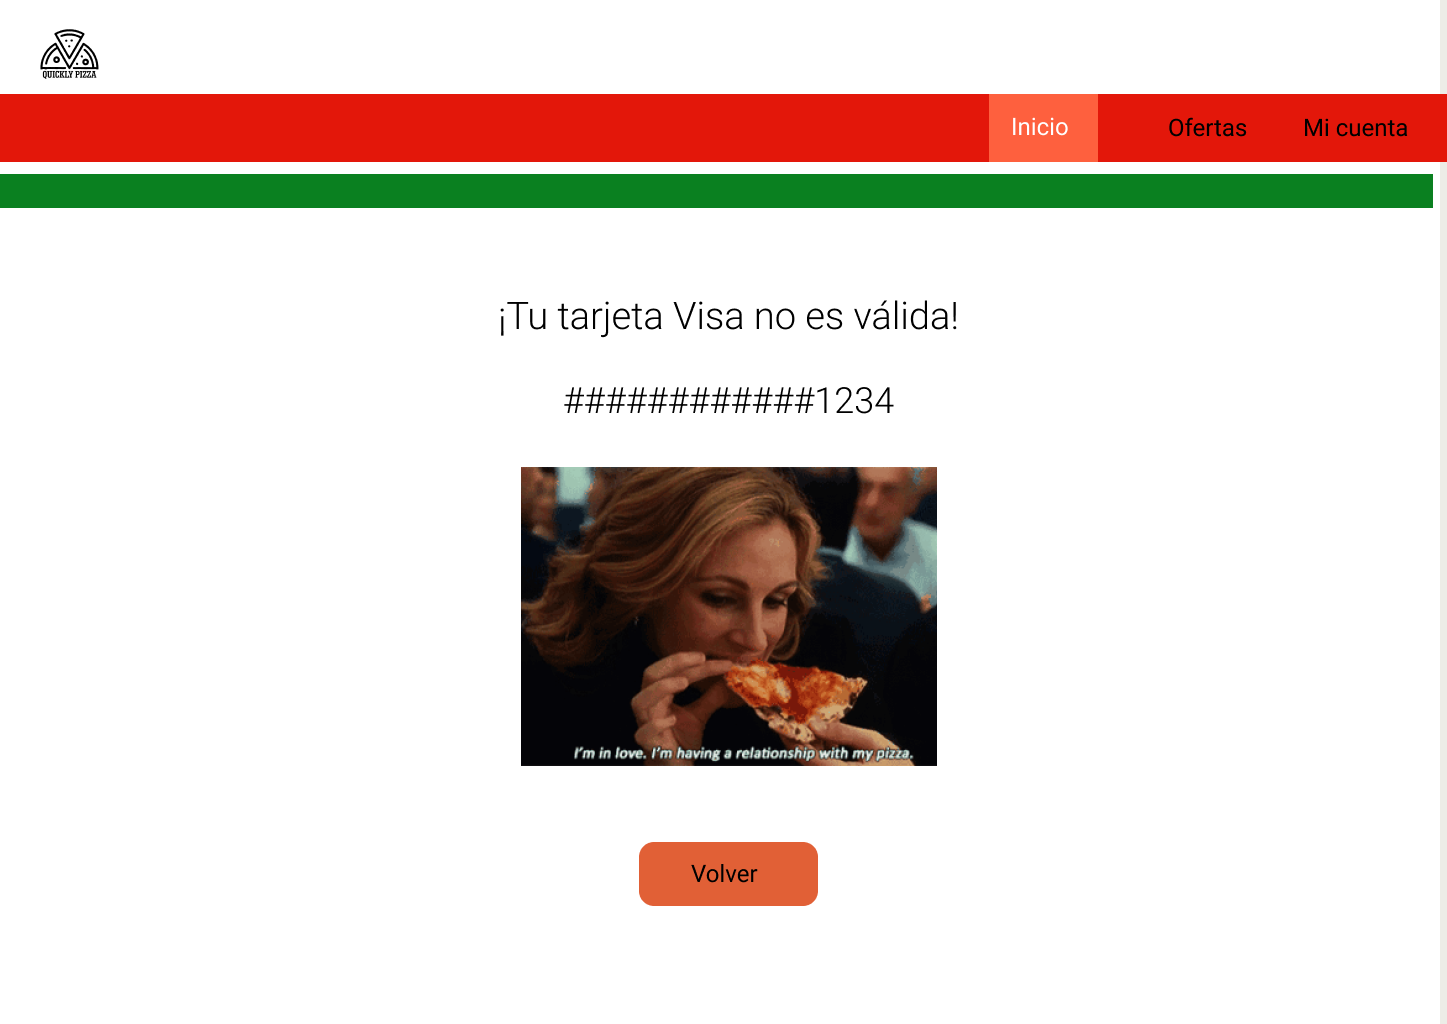 QUICKLY PIZZA
Inicio
Ofertas
Mi cuenta
¡Tu tarjeta Visa no es válida!
############1234
I'm in love. I'm having a relationship with my pizza.
Volver